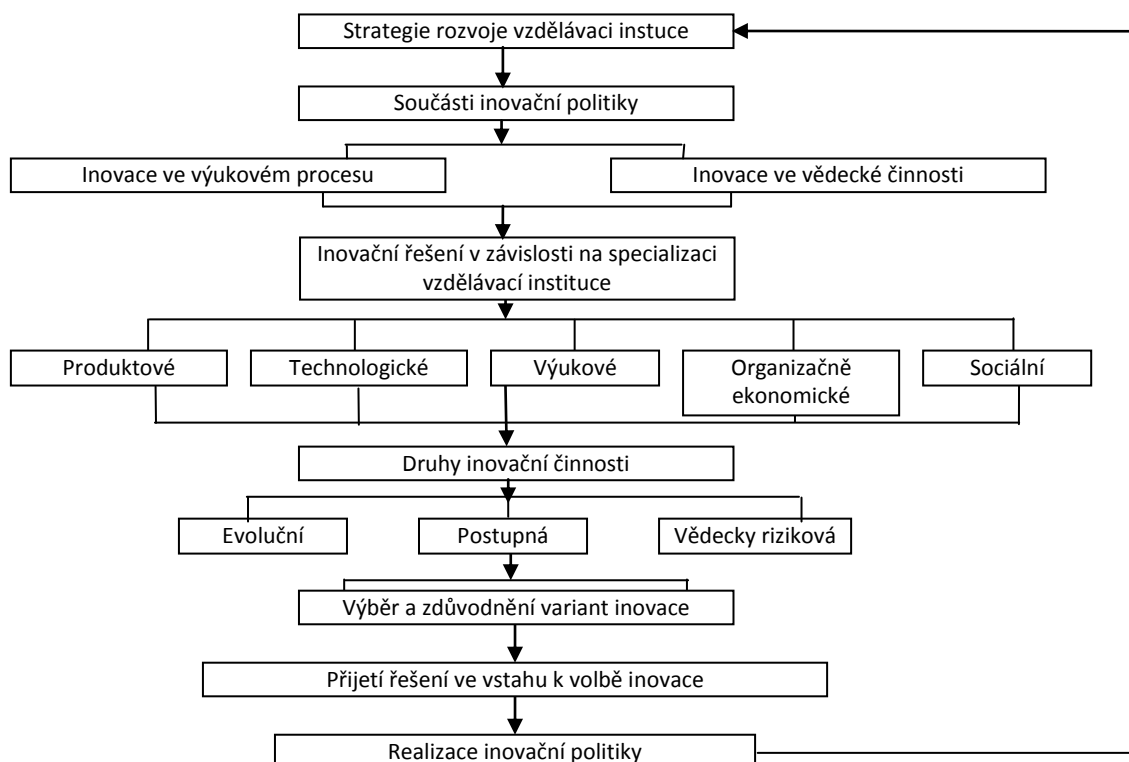 Strategie rozvoje vzdělávaci instuce
Součásti inovační politiky
Inovace ve výukovém procesu
Inovace ve vědecké činnosti
Inovační řešení v závislosti na specializaci
vzdělávací instituce
Produktové
Technologické
Výukové
Organizačně
ekonomické
Sociální
Druhy inovační činnosti
Evoluční
Postupná
Vědecky riziková
Výběr a zdůvodnění variant inovace
Přijetí řešení ve vstahu k volbě inovace
Realizace inovační politiky